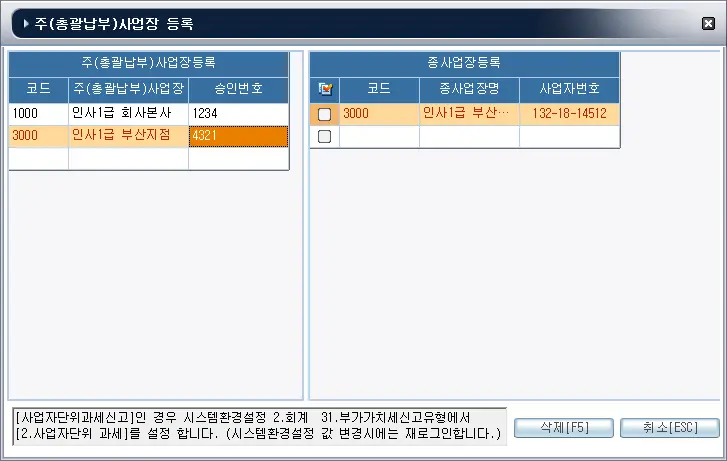 주(총괄납부)사업장 등록
주(총괄납부)사업장등록
코드 주(총괄납부)사업장 승인번호
1000 인사1급 회사본사 1234
3000 인사1급 부산지점 4321
종사업장등록
코드 종사업장명 사업자번호
3000 인사1급 부산… 132-18-14512
[사업자단위과세신고]인 경우 시스템환경설정 2.회계 31.부가가치세신고유형에서
[2.사업자단위 과세]를 설정 합니다. (시스템환경설정 값 변경시에는 재로그인합니다.)
삭제[F5] 취소[ESC]